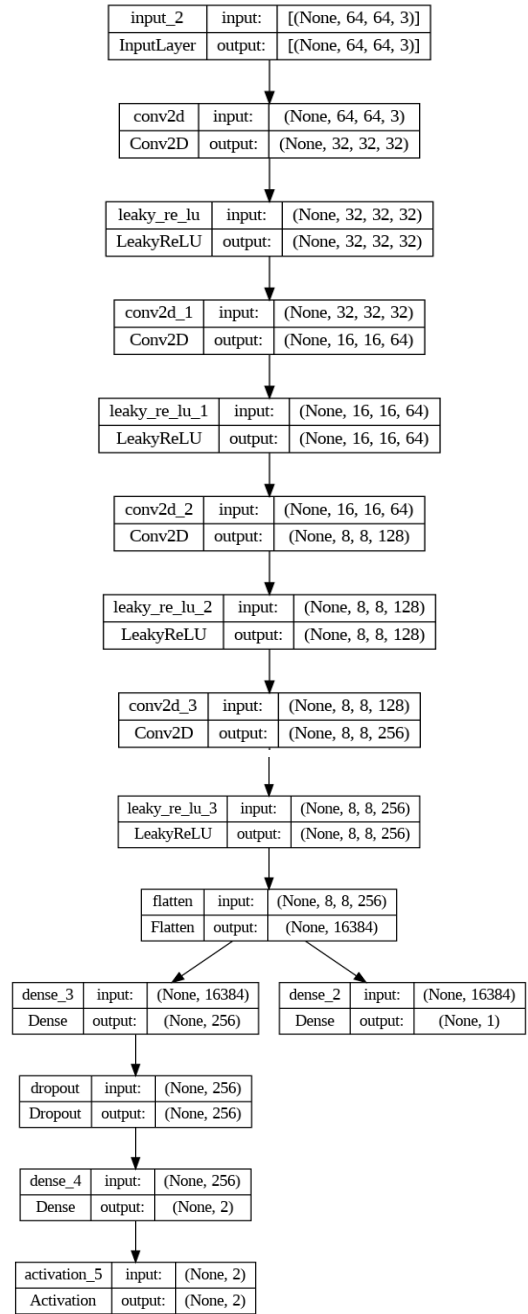 input_2 input: [(None, 64, 64, 3)]
InputLayer output: [(None, 64, 64, 3)]
conv2d input: (None, 64, 64, 3)
Conv2D output: (None, 32, 32, 32)
leaky_re_lu input: (None, 32, 32, 32)
LeakyReLU output: (None, 32, 32, 32)
conv2d_1 input: (None, 32, 32, 32)
Conv2D output: (None, 16, 16, 64)
leaky_re_lu_1 input: (None, 16, 16, 64)
LeakyReLU output: (None, 16, 16, 64)
conv2d_2 input: (None, 16, 16, 64)
Conv2D output: (None, 8, 8, 128)
leaky_re_lu_2 input: (None, 8, 8, 128)
LeakyReLU output: (None, 8, 8, 128)
conv2d_3 input: (None, 8, 8, 128)
Conv2D output: (None, 8, 8, 256)
leaky_re_lu_3 input: (None, 8, 8, 256)
LeakyReLU output: (None, 8, 8, 256)
flatten input: (None, 8, 8, 256)
Flatten output: (None, 16384)
dense_3 input: (None, 16384)
Dense output: (None, 256)
dense_2 input: (None, 16384)
Dense output: (None, 1)
dropout input: (None, 256)
Dropout output: (None, 256)
dense_4 input: (None, 256)
Dense output: (None, 2)
activation_5 input: (None, 2)
Activation output: (None, 2)